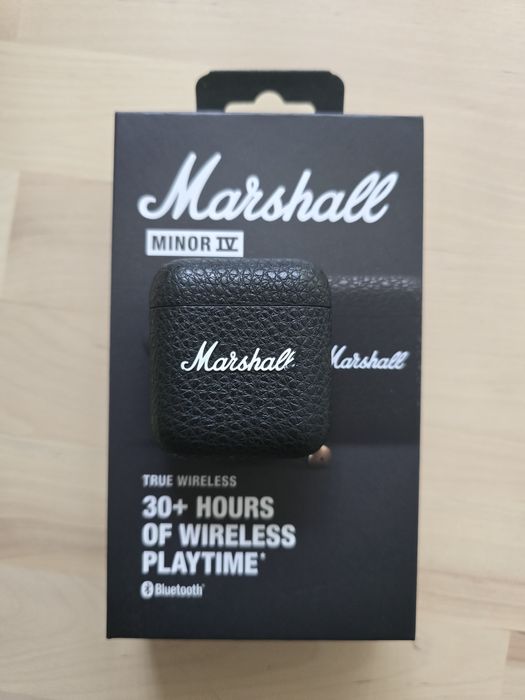 Marshall
MINOR IV
Marshall
Marshall
TRUE WIRELESS
30+ HOURS
OF WIRELESS
PLAYTIME*
Bluetooth®